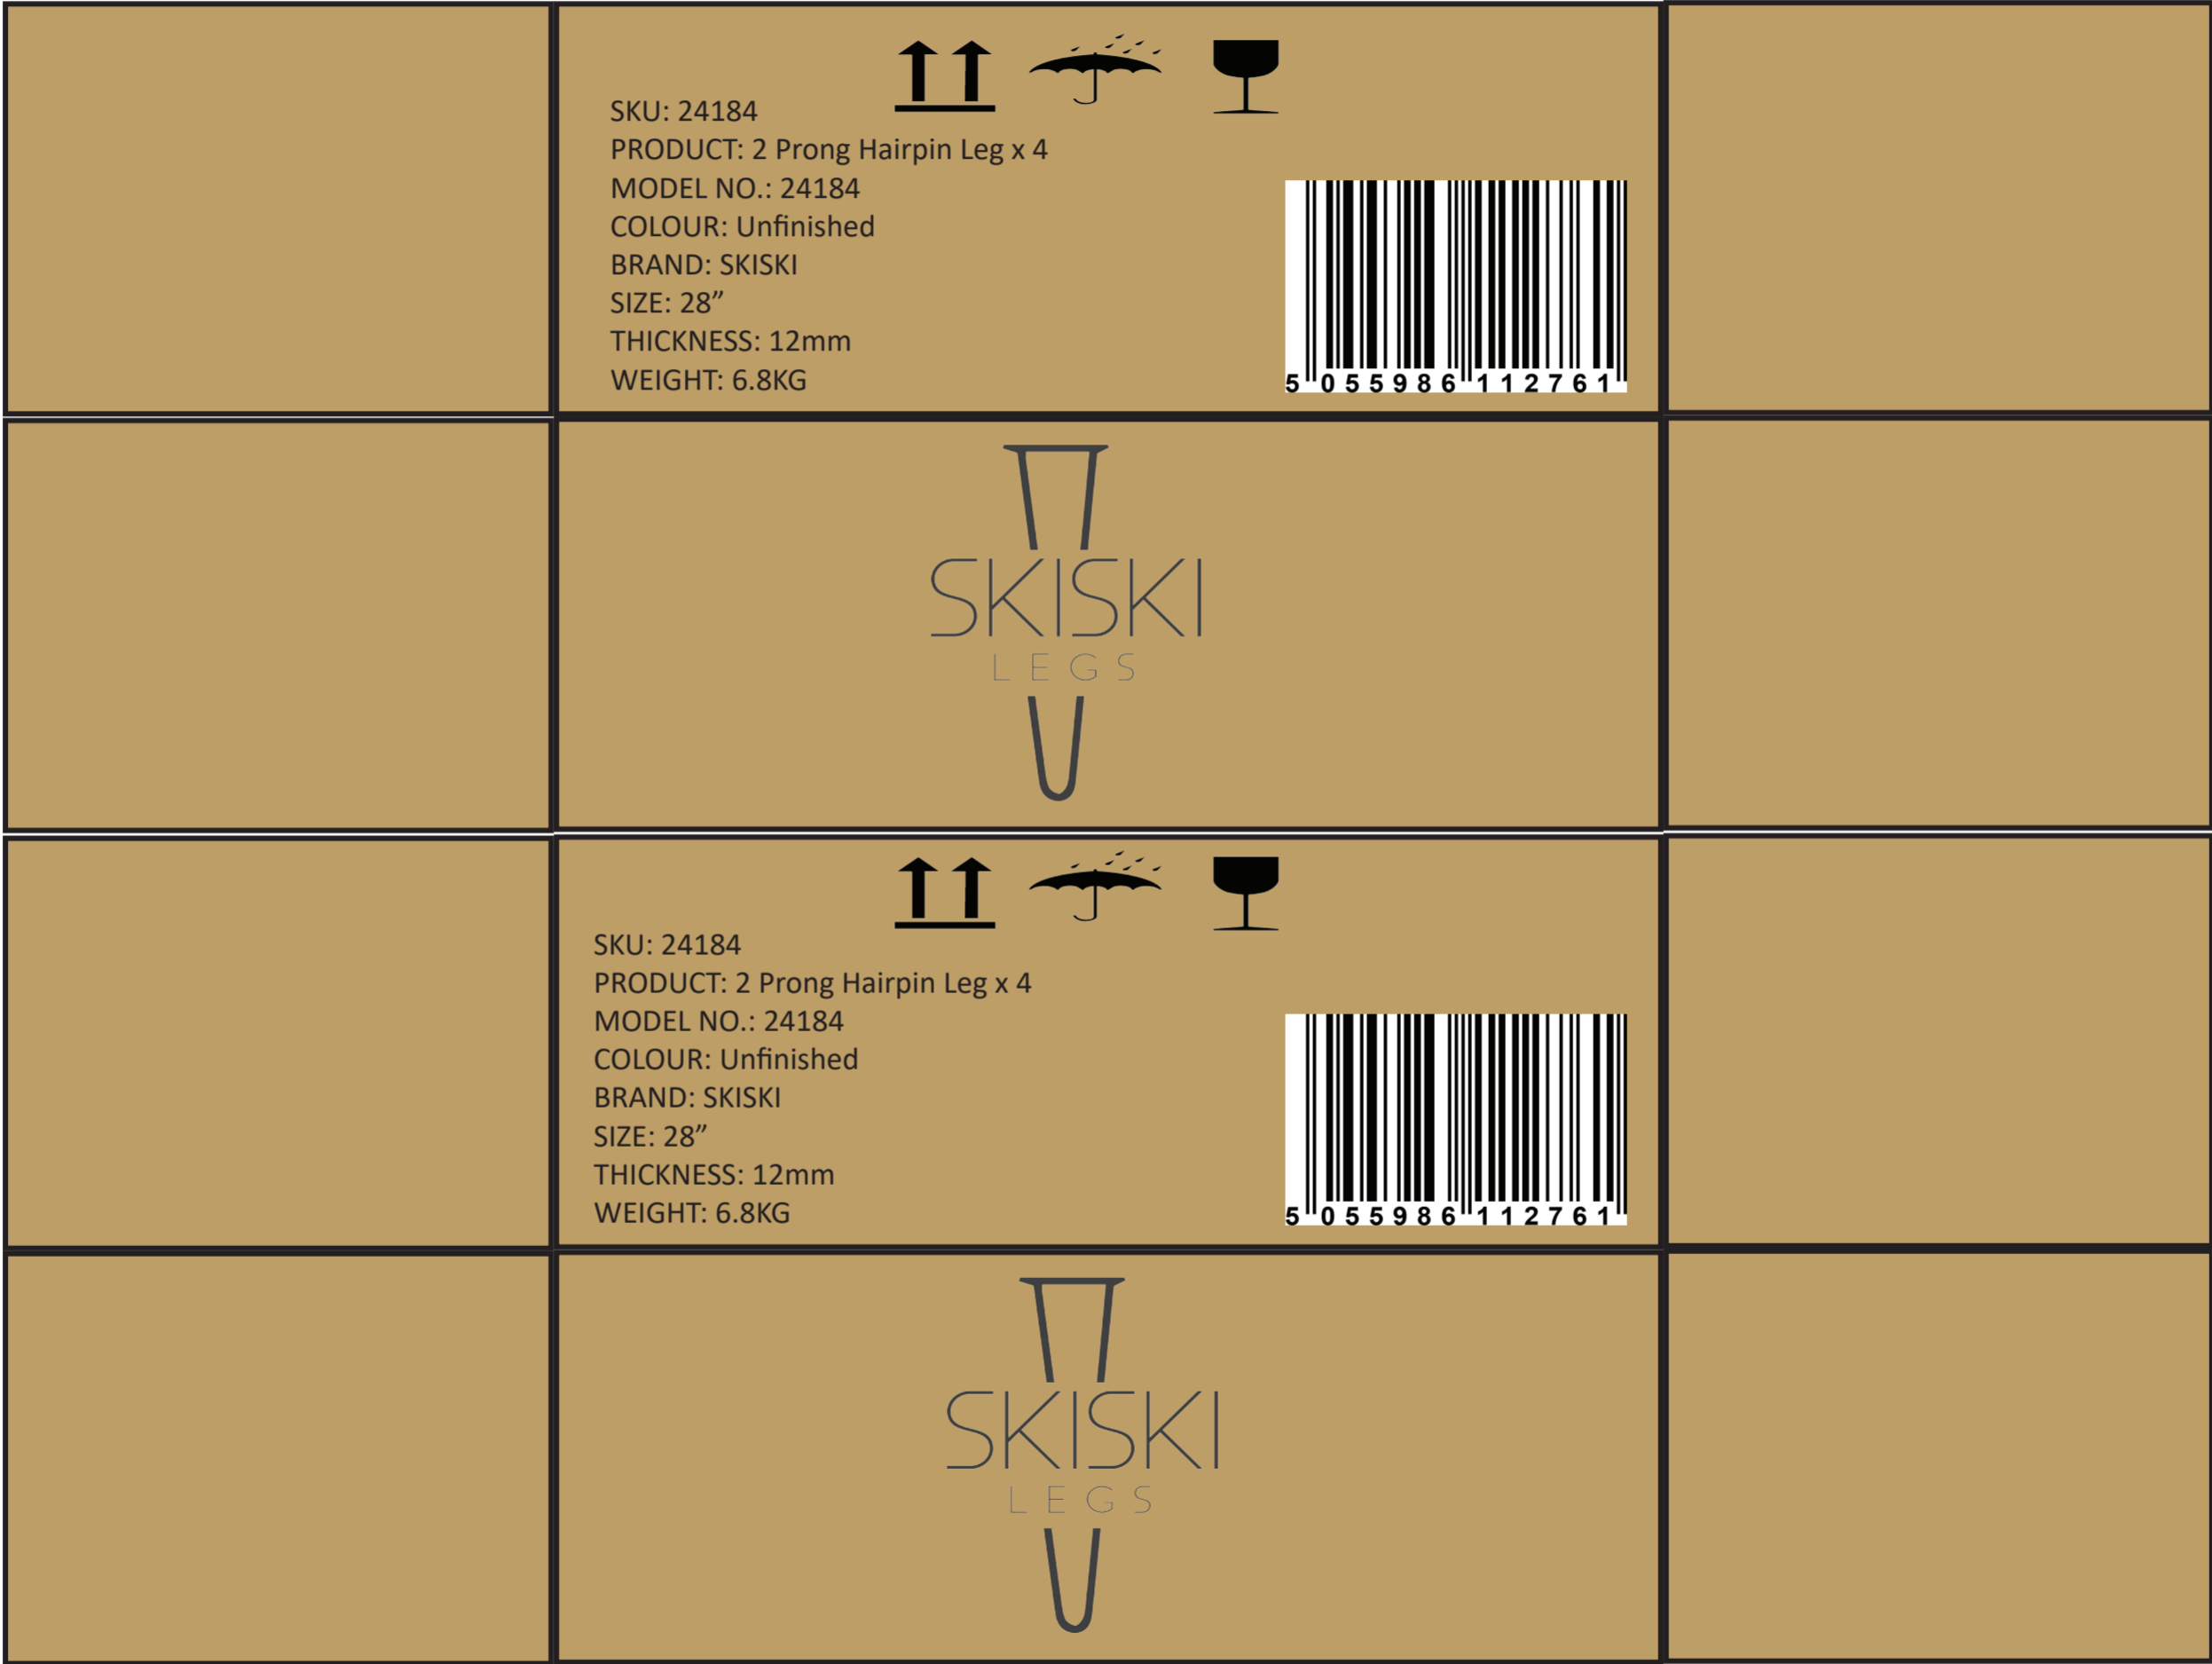 SKU: 24184
PRODUCT: 2 Prong Hairpin Leg x 4
MODEL NO.: 24184
COLOUR: Unfinished
BRAND: SKISKI
SIZE: 28”
THICKNESS: 12mm
WEIGHT: 6.8KG
5 055986 112761
SKISKI
LEGS
SKU: 24184
PRODUCT: 2 Prong Hairpin Leg x 4
MODEL NO.: 24184
COLOUR: Unfinished
BRAND: SKISKI
SIZE: 28”
THICKNESS: 12mm
WEIGHT: 6.8KG
5 055986 112761
SKISKI
LEGS